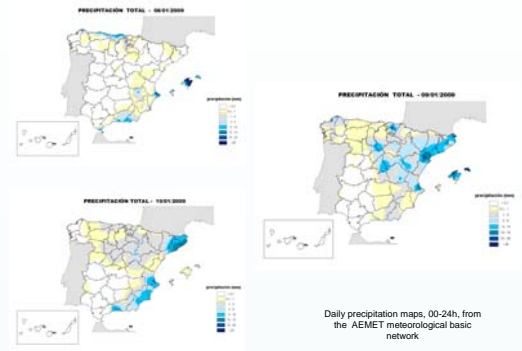 PRECIPITACIÓN TOTAL - 08/01/2009
precipitación (mm)
PRECIPITACIÓN TOTAL - 09/01/2009
precipitación (mm)
PRECIPITACIÓN TOTAL - 10/01/2009
precipitación (mm)
Daily precipitation maps, 00-24h, from
the AEMET meteorological basic
network